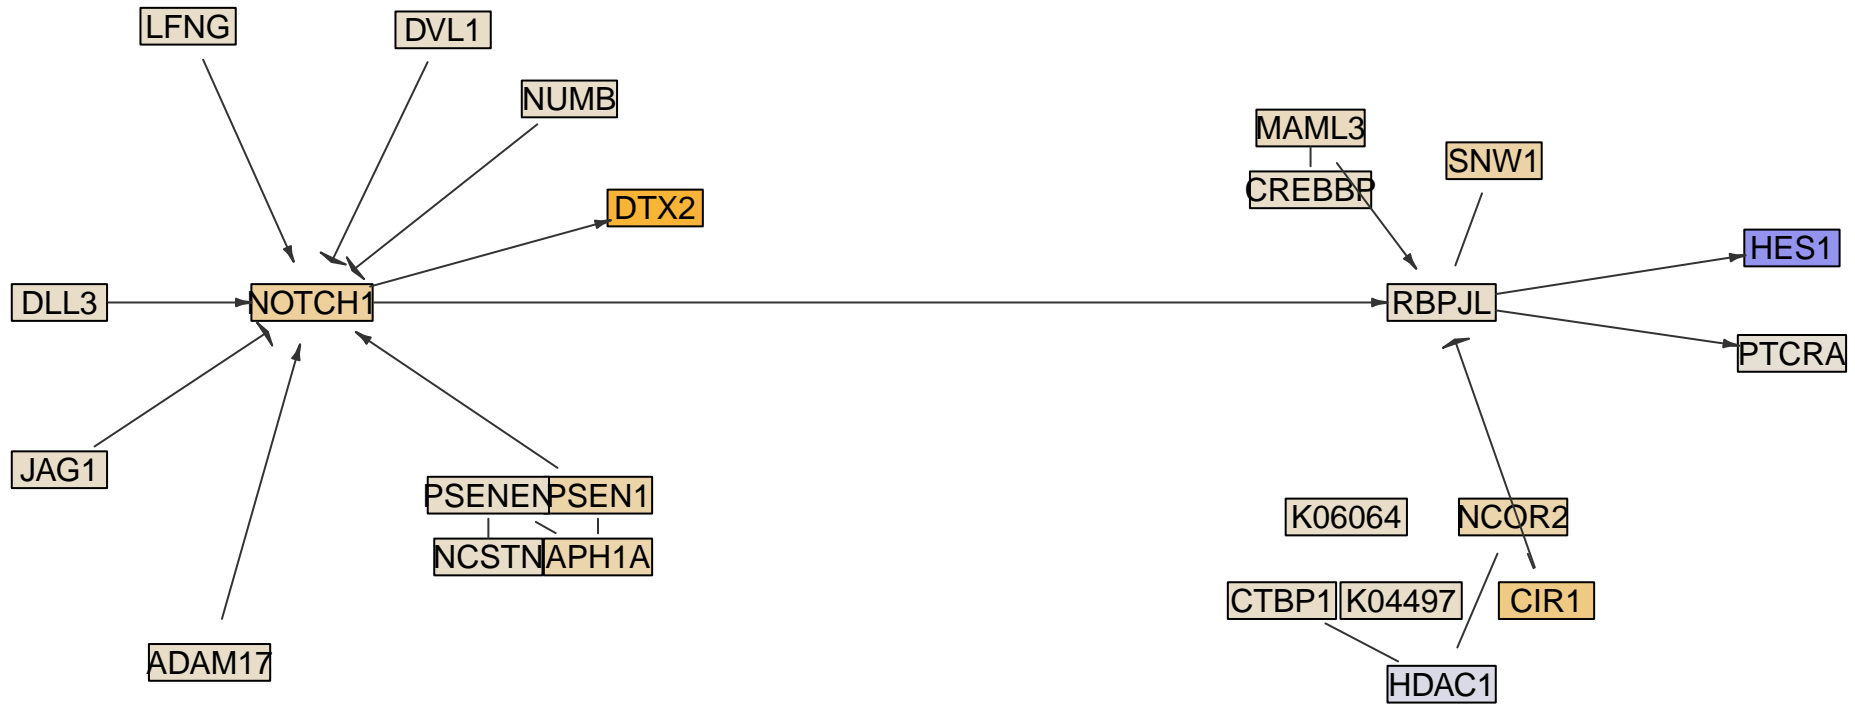 LFNG
DVL1
NUMB
MAML3
SNW1
CREBBP
DTX2
HES1
DLL3
NOTCH1
RBPJL
PTCRA
JAG1
PSENEN
PSEN1
K06064
NCOR2
NCSTN
APH1A
CTBP1
K04497
CIR1
ADAM17
HDAC1